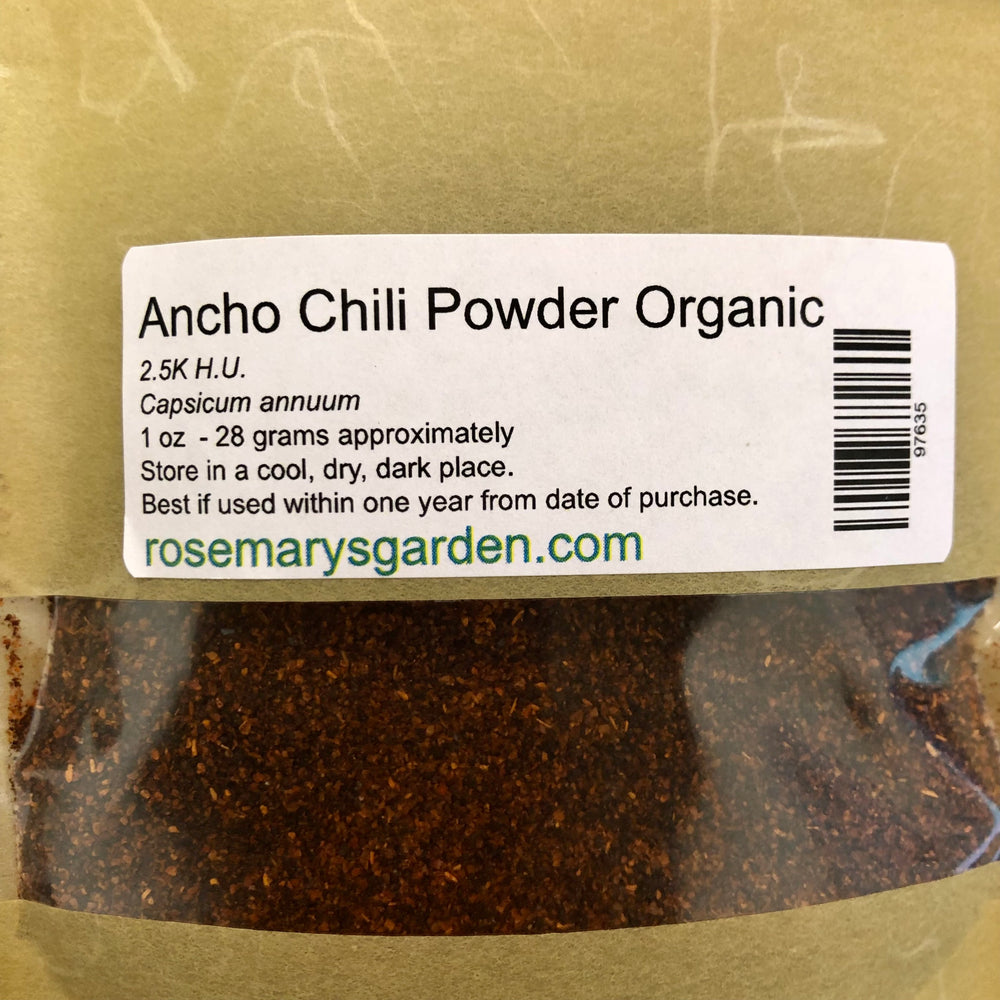 Ancho Chili Powder Organic
2.5K H.U.
Capsicum annuum
1 oz - 28 grams approximately
Store in a cool, dry, dark place.
Best if used within one year from date of purchase.
rosemarysgarden.com
97635